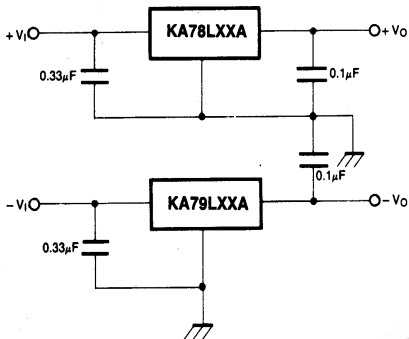 KA78LXXA
+ VI
+ VO
0.33µF
0.1µF
0.1µF
KA79LXXA
− VI
− VO
0.33µF